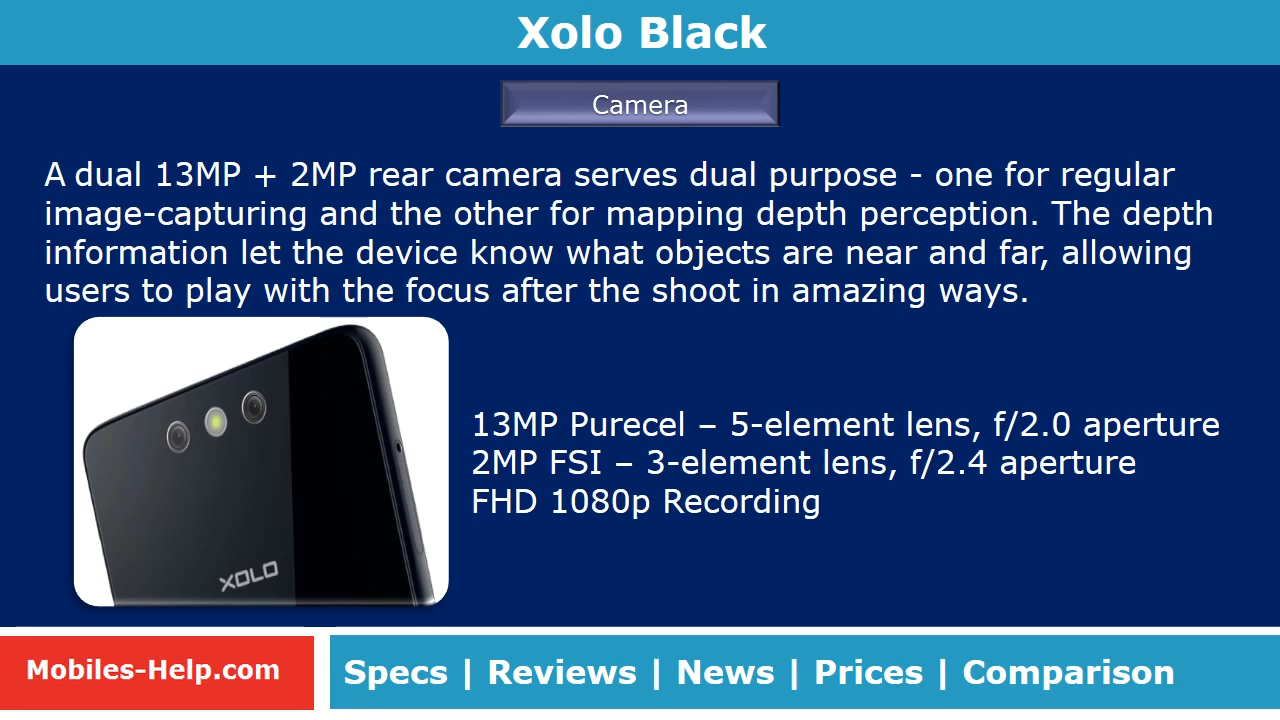 Xolo Black
Camera
A dual 13MP + 2MP rear camera serves dual purpose - one for regular
image-capturing and the other for mapping depth perception. The depth
information let the device know what objects are near and far, allowing
users to play with the focus after the shoot in amazing ways.
13MP Purecel – 5-element lens, f/2.0 aperture
2MP FSI – 3-element lens, f/2.4 aperture
FHD 1080p Recording
XOLO
Mobiles-Help.com
Specs | Reviews | News | Prices | Comparison